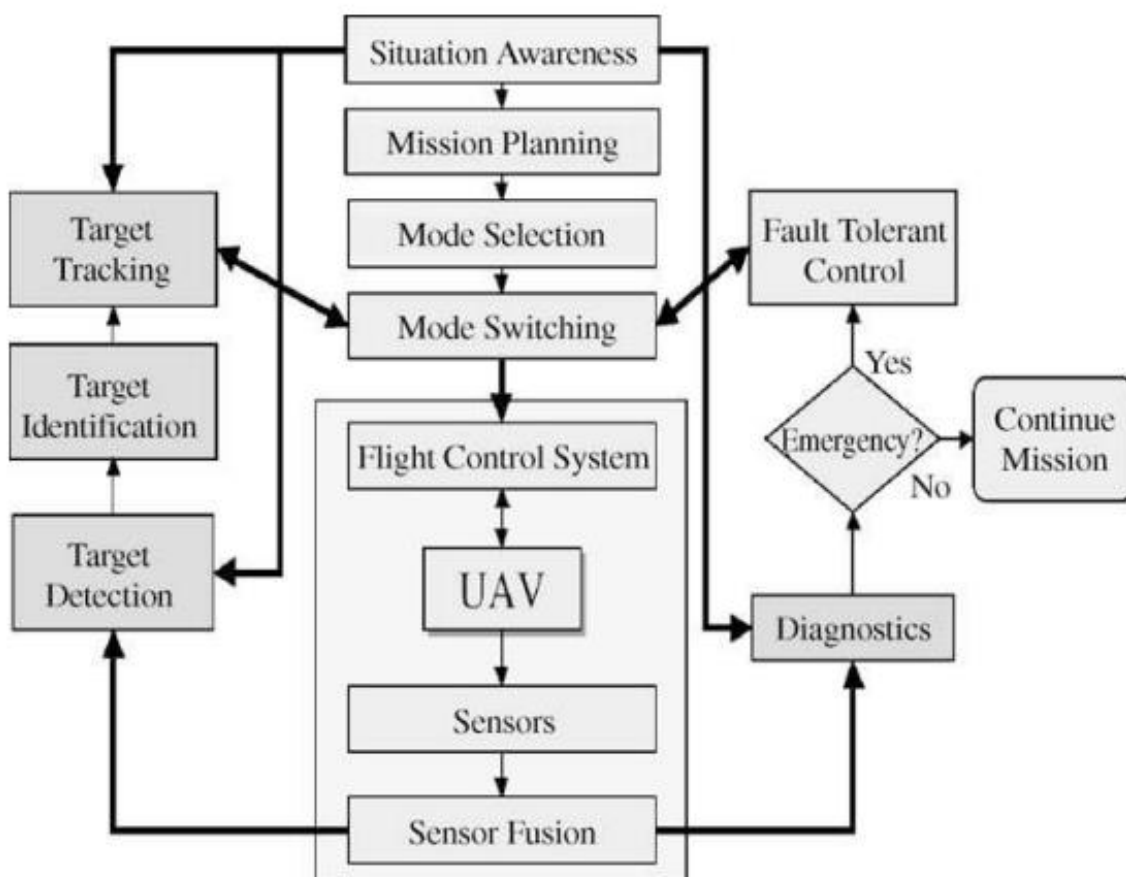 Situation Awareness
Mission Planning
Mode Selection
Mode Switching
Target
Tracking
Target
Identification
Target
Detection
Flight Control System
UAV
Sensors
Sensor Fusion
Fault Tolerant
Control
Yes
Emergency?
No
Continue
Mission
Diagnostics